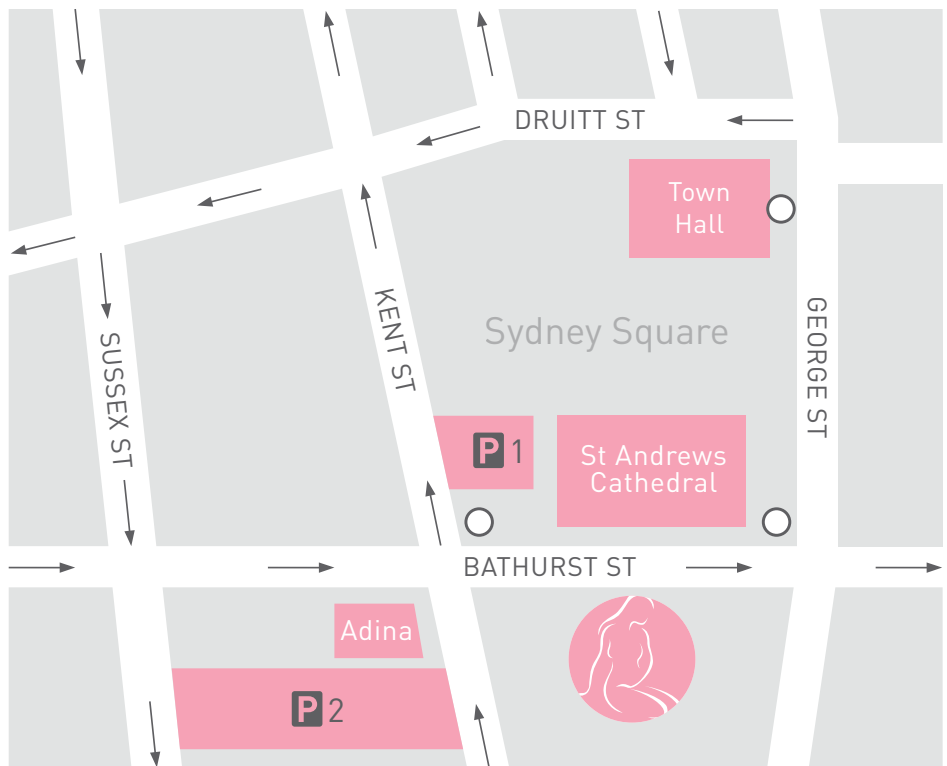 DRUITT ST
Town
Hall
KENT ST
Sydney Square
GEORGE ST
SUSSEX ST
P 1
St Andrews
Cathedral
BATHURST ST
Adina
P 2